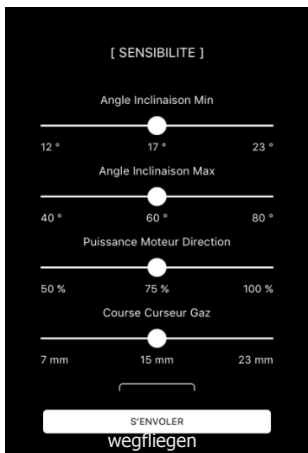 [ SENSIBILITE ]
Angle Inclinaison Min
12 ° 17 ° 23 °
Angle Inclinaison Max
40 ° 60 ° 80 °
Puissance Moteur Direction
50 % 75 % 100 %
Course Curseur Gaz
7 mm 15 mm 23 mm
S'ENVOLER
wegfliegen